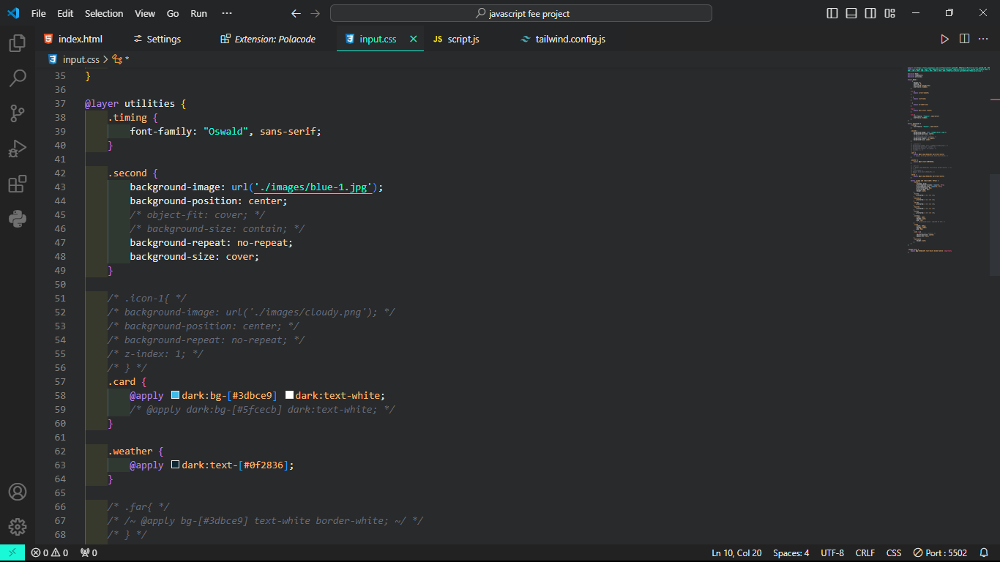 File Edit Selection View Go Run ··· javascript fee project
index.html Settings Extension: Polacode input.css JS script.js tailwind.config.js
input.css > *
35 }
36
37 @layer utilities {
38 .timing {
39 font-family: "Oswald", sans-serif;
40 }
41
42 .second {
43 background-image: url('./images/blue-1.jpg');
44 background-position: center;
45 /* object-fit: cover; */
46 /* background-size: contain; */
47 background-repeat: no-repeat;
48 background-size: cover;
49 }
50
51 /* .icon-1{ */
52 /* background-image: url('./images/cloudy.png'); */
53 /* background-position: center; */
54 /* background-repeat: no-repeat; */
55 /* z-index: 1; */
56 /* } */
57 .card {
58 @apply dark:bg-[#3dbce9] dark:text-white;
59 /* @apply dark:bg-[#5fcecb] dark:text-white; */
60 }
61
62 .weather {
63 @apply dark:text-[#0f2836];
64 }
65
66 /* .far{ */
67 /* /~ @apply bg-[#3dbce9] text-white border-white; ~/ */
68 /* } */
0 0 0 Ln 10, Col 20 Spaces: 4 UTF-8 CRLF CSS Port : 5502